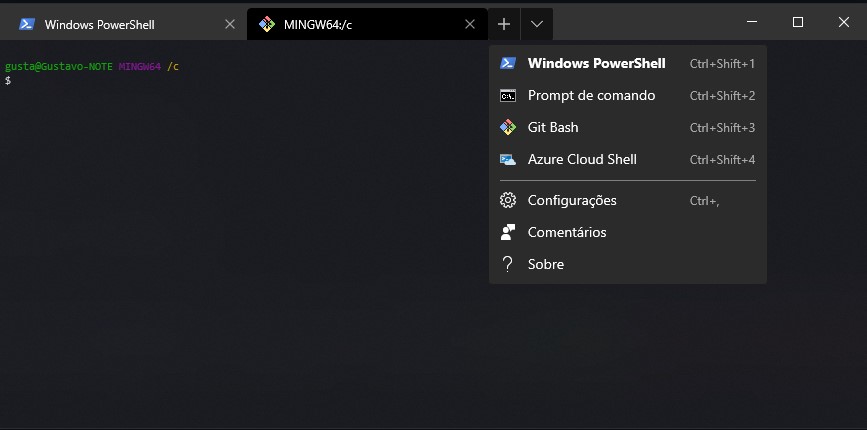 Windows PowerShell
MINGW64:/c
gusta@Gustavo-NOTE MINGW64 /c
$
Windows PowerShell Ctrl+Shift+1
Prompt de comando Ctrl+Shift+2
Git Bash Ctrl+Shift+3
Azure Cloud Shell Ctrl+Shift+4
Configurações Ctrl+,
Comentários
Sobre